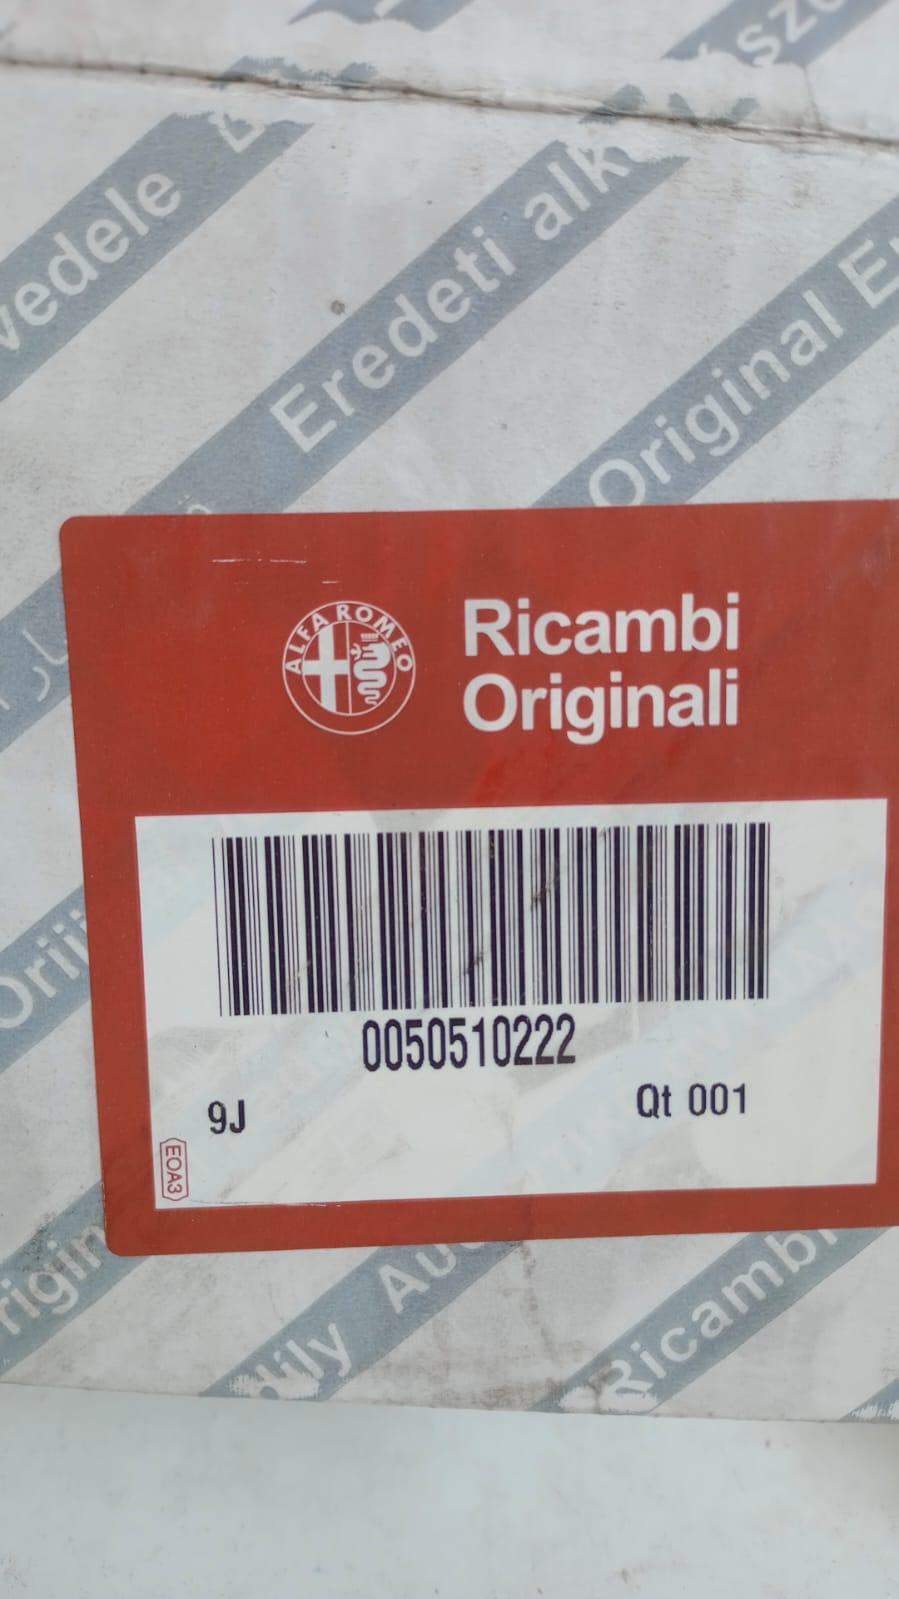 vedele
Eredeti alk
Original
Ricambi
Originali
ALFA ROMEO
0050510222
9J
Qt 001
EOA3
Ricambi